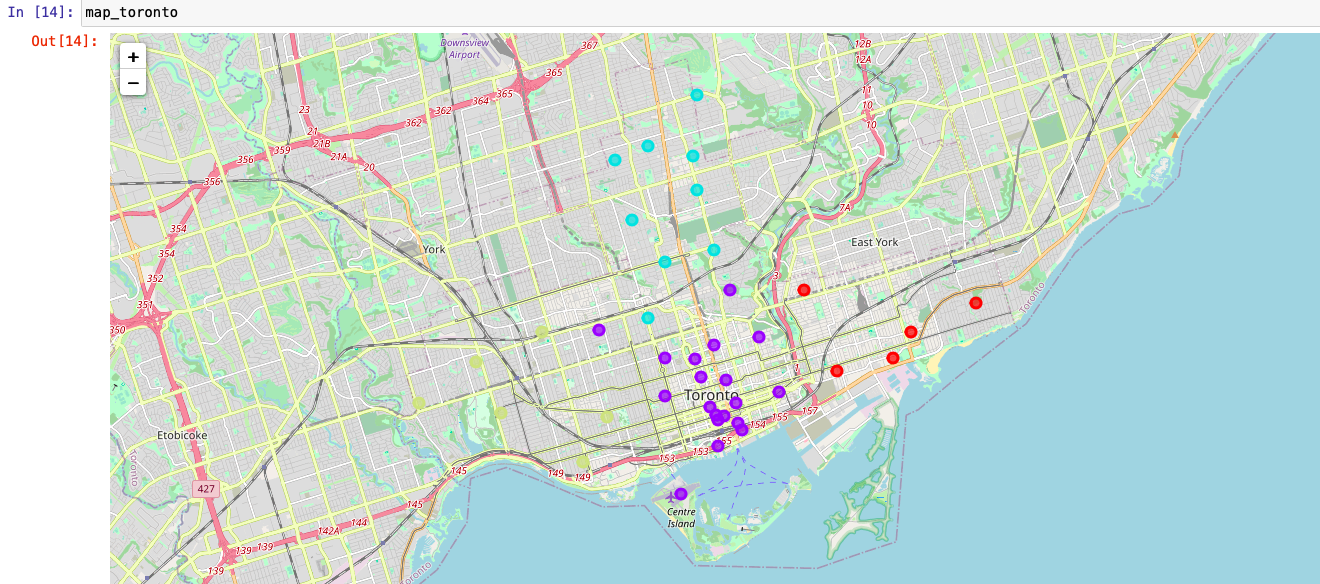 In [14]: map_toronto
Out[14]:
+
−
Downsview
Airport
367
12B
12A
365
365
364
362
362
11
10
10
23
21
21B
21A
20
359
356
356
354
354
352
351
350
7A
York
East York
3
Toronto
1
Toronto
157
155
154
155
153
153
149
149
145
145
144
142A
139
139
139
Etobicoke
Toronto
427
Centre
Island
Toronto